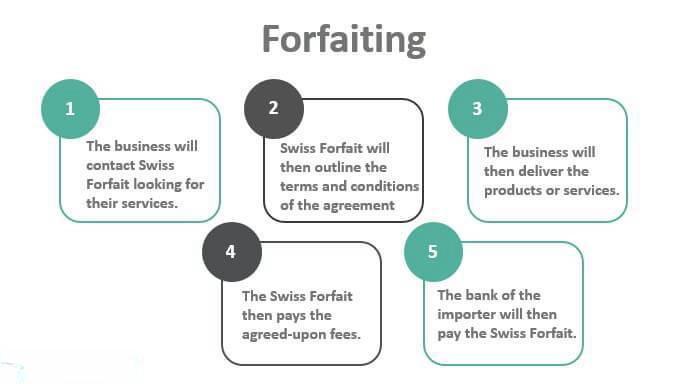 Forfaiting
1
The business will
contact Swiss
Forfait looking for
their services.
2
Swiss Forfait will
then outline the
terms and conditions
of the agreement
3
The business will
then deliver the
products or services.
4
The Swiss Forfait
then pays the
agreed-upon fees.
5
The bank of the
importer will then
pay the Swiss Forfait.